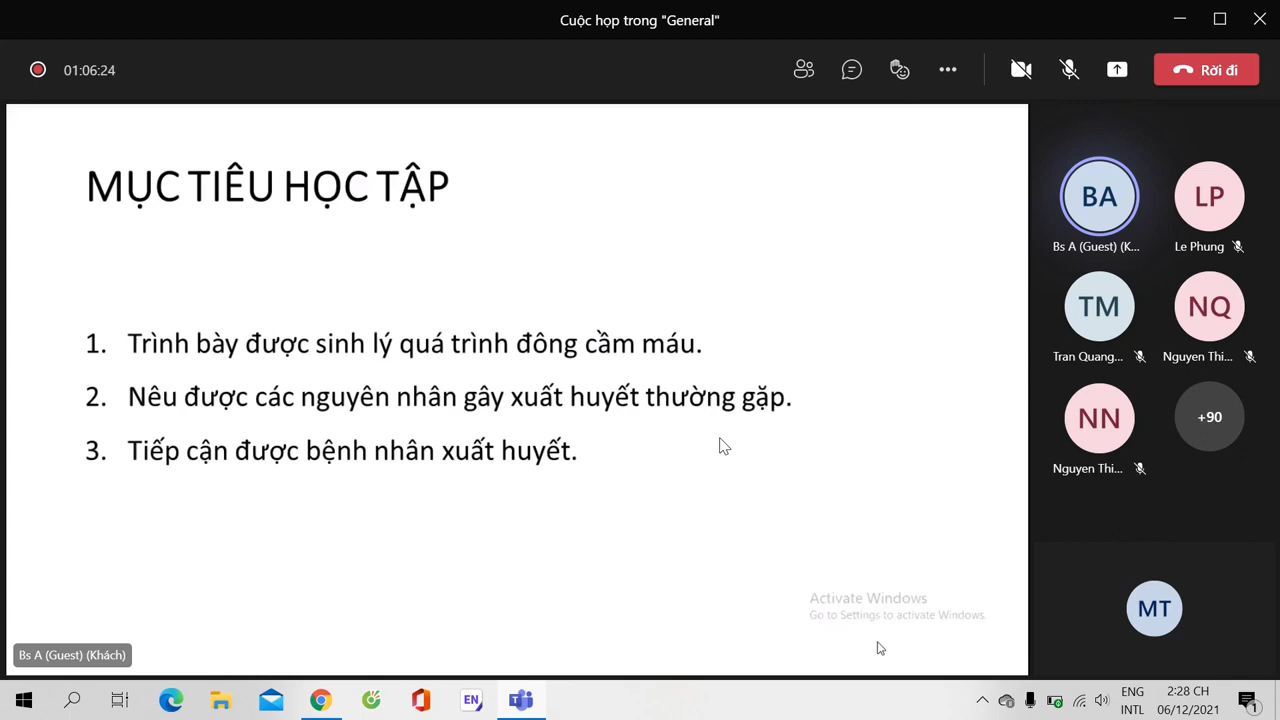 Cuộc họp trong "General"
01:06:24
Rời đi
MỤC TIÊU HỌC TẬP
1. Trình bày được sinh lý quá trình đông cầm máu.
2. Nêu được các nguyên nhân gây xuất huyết thường gặp.
3. Tiếp cận được bệnh nhân xuất huyết.
Activate Windows
Go to Settings to activate Windows.
Bs A (Guest) (Khách)
BA
LP
Bs A (Guest) (K...
Le Phung
TM
NQ
Tran Quang...
Nguyen Thi...
NN
+90
Nguyen Thi...
MT
EN
T
ENG
INTL
2:28 CH
06/12/2021
1